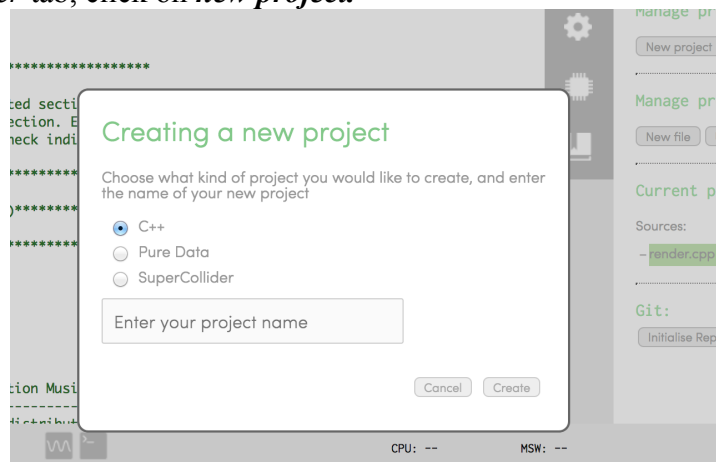 tab, click on new project.
Manage pr
New project
*******************
ted secti
ection. E
heck indi
Manage pr
New file
Creating a new project
Choose what kind of project you would like to create, and enter
the name of your new project
C++
Pure Data
SuperCollider
Enter your project name
Cancel Create
)********
Current p
Sources:
– render.cpp
Git:
Initialise Rep
tion Musi
CPU: -- MSW: --